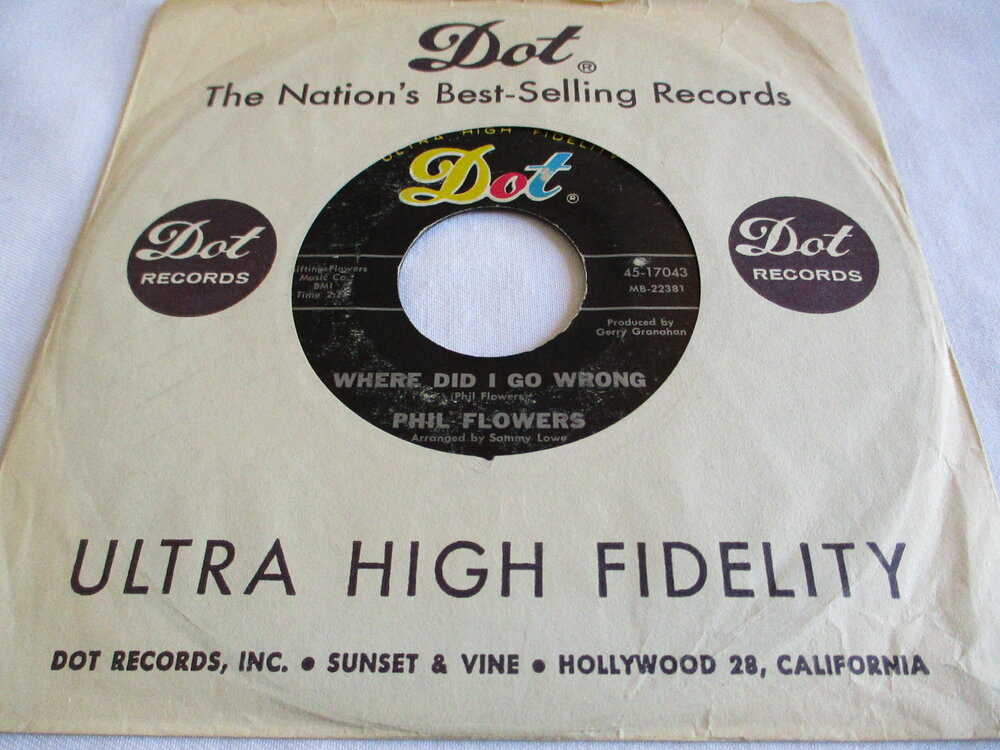 Dot®
The Nation's Best-Selling Records
ULTRA HIGH FIDELITY
Dot®
Dot
RECORDS
Dot
RECORDS
Flowers
Music Co.
BMI
Time
45-17043
MB-22381
Produced by
Gerry Granahan
WHERE DID I GO WRONG
(Phil Flowers)
PHIL FLOWERS
Arranged by Sammy Lowe
ULTRA HIGH FIDELITY
DOT RECORDS, INC. • SUNSET & VINE • HOLLYWOOD 28, CALIFORNIA